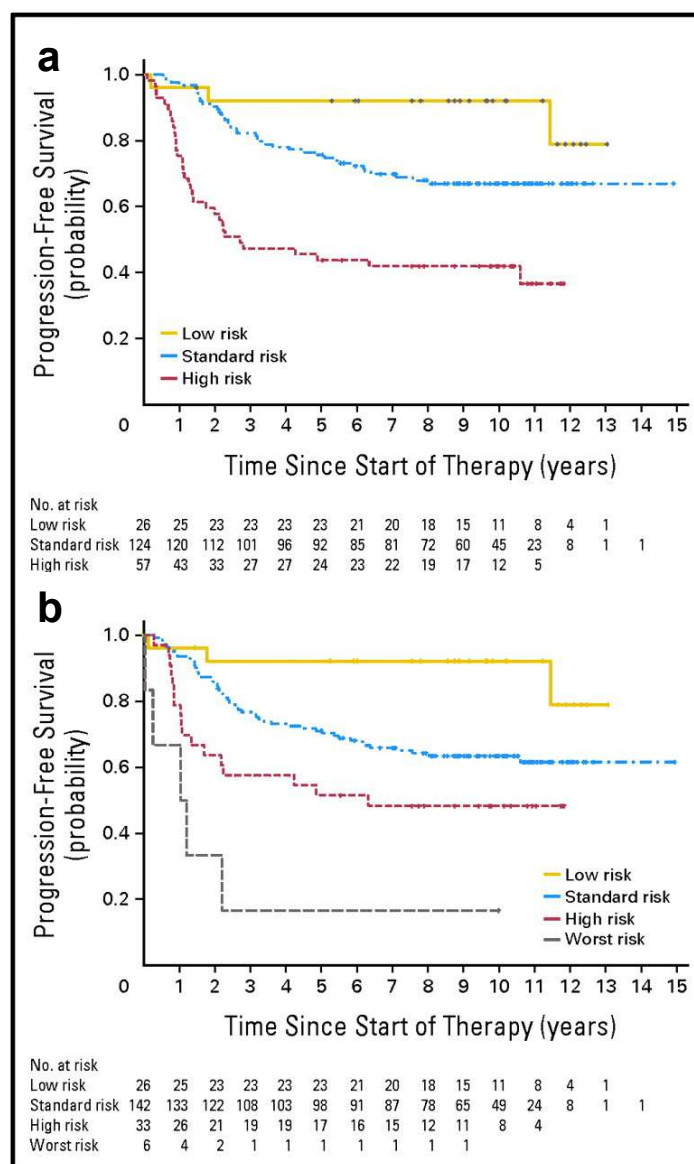 a
Progression-Free Survival
(probability)
1.0
0.8
0.6
0.4
0.2
Low risk
Standard risk
High risk
0 1 2 3 4 5 6 7 8 9 10 11 12 13 14 15
Time Since Start of Therapy (years)
No. at risk
Low risk 26 25 23 23 23 23 21 20 18 15 11 8 4 1
Standard risk 124 120 112 101 96 92 85 81 72 60 45 23 8 1 1
High risk 57 43 33 27 27 24 23 22 19 17 12 5
b
Progression-Free Survival
(probability)
1.0
0.8
0.6
0.4
0.2
Low risk
Standard risk
High risk
Worst risk
0 1 2 3 4 5 6 7 8 9 10 11 12 13 14 15
Time Since Start of Therapy (years)
No. at risk
Low risk 26 25 23 23 23 23 21 20 18 15 11 8 4 1
Standard risk 142 133 122 108 103 98 91 87 78 65 49 24 8 1 1
High risk 33 26 21 19 19 17 16 15 12 11 8 4
Worst risk 6 4 2 1 1 1 1 1 1 1